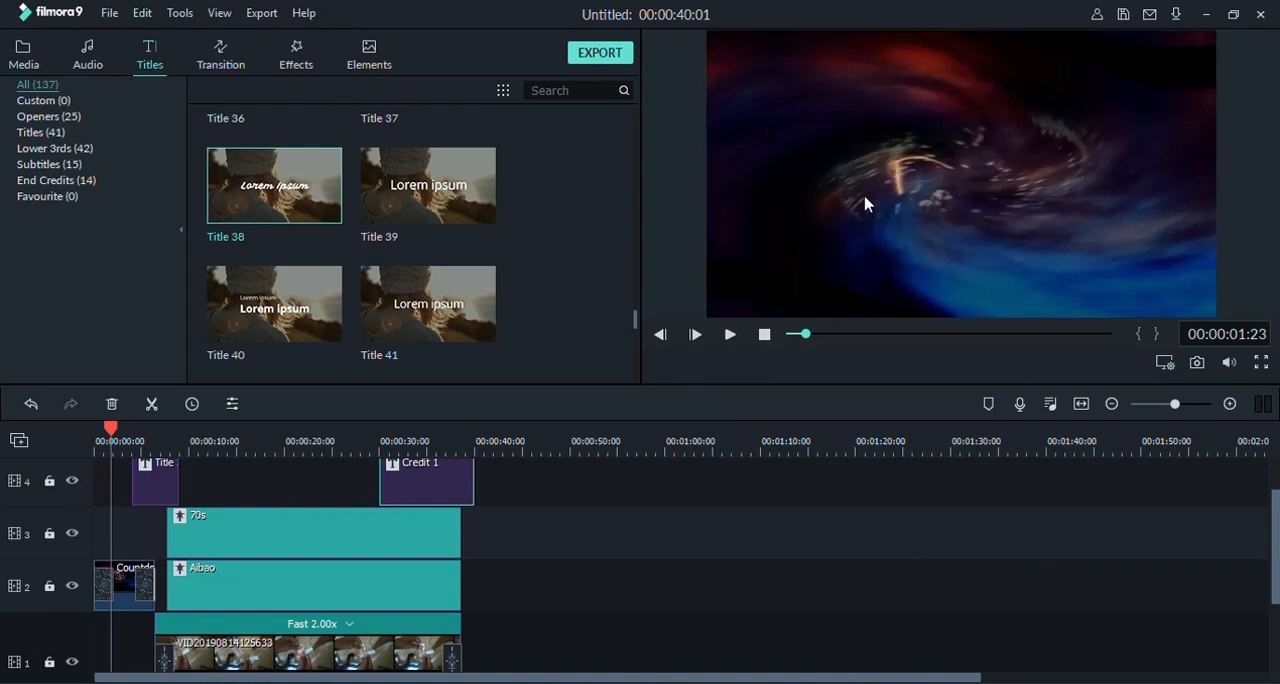 filmora9 File Edit Tools View Export Help Untitled: 00:00:40:01
Media Audio Titles Transition Effects Elements EXPORT
All (137)
Custom (0)
Openers (25)
Titles (41)
Lower 3rds (42)
Subtitles (15)
End Credits (14)
Favourite (0)
Search
Title 36 Title 37
Lorem Ipsum Lorem ipsum
Title 38 Title 39
Lorem ipsum
Lorem ipsum Lorem ipsum
Title 40 Title 41
{ } 00:00:01:23
00:00:00:00 00:00:10:00 00:00:20:00 00:00:30:00 00:00:40:00 00:00:50:00 00:01:00:00 00:01:10:00 00:01:20:00 00:01:30:00 00:01:40:00 00:01:50:00 00:02:0
4 T Title T Credit 1
3 70s
2 Countdo Aibao
Fast 2.00x
1 VID20190814125633